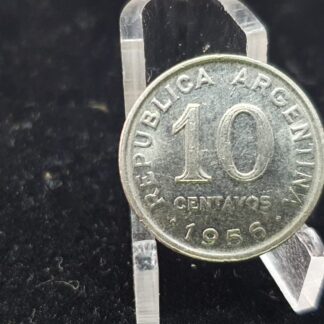 REPUBLICA ARGENTINA
10
CENTAVOS
1956